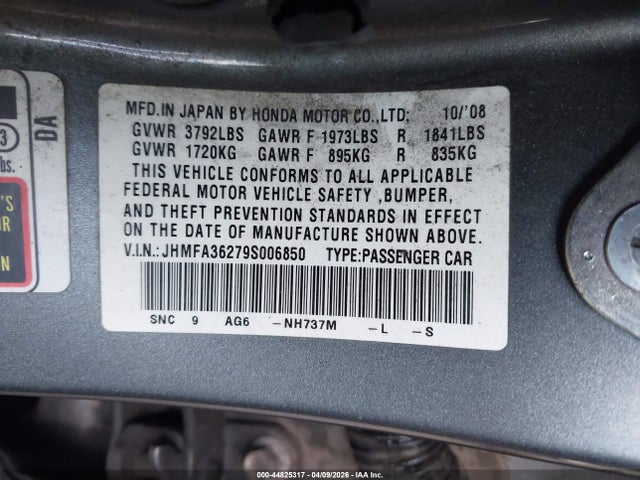 MFD.IN JAPAN BY HONDA MOTOR CO.,LTD; 10/'08
GVWR 3792LBS GAWR F 1973LBS R 1841LBS
GVWR 1720KG GAWR F 895KG R 835KG
THIS VEHICLE CONFORMS TO ALL APPLICABLE
FEDERAL MOTOR VEHICLE SAFETY ,BUMPER,
AND THEFT PREVENTION STANDARDS IN EFFECT
ON THE DATE OF MANUFACTURE SHOWN ABOVE.
V.I.N.: JHMFA36279S006850 TYPE:PASSENGER CAR
SNC 9 AG6 -NH737M -L -S
3
DA
lbs.
'S
UR
N
000-44825317 - 04/09/2026 - IAA Inc.